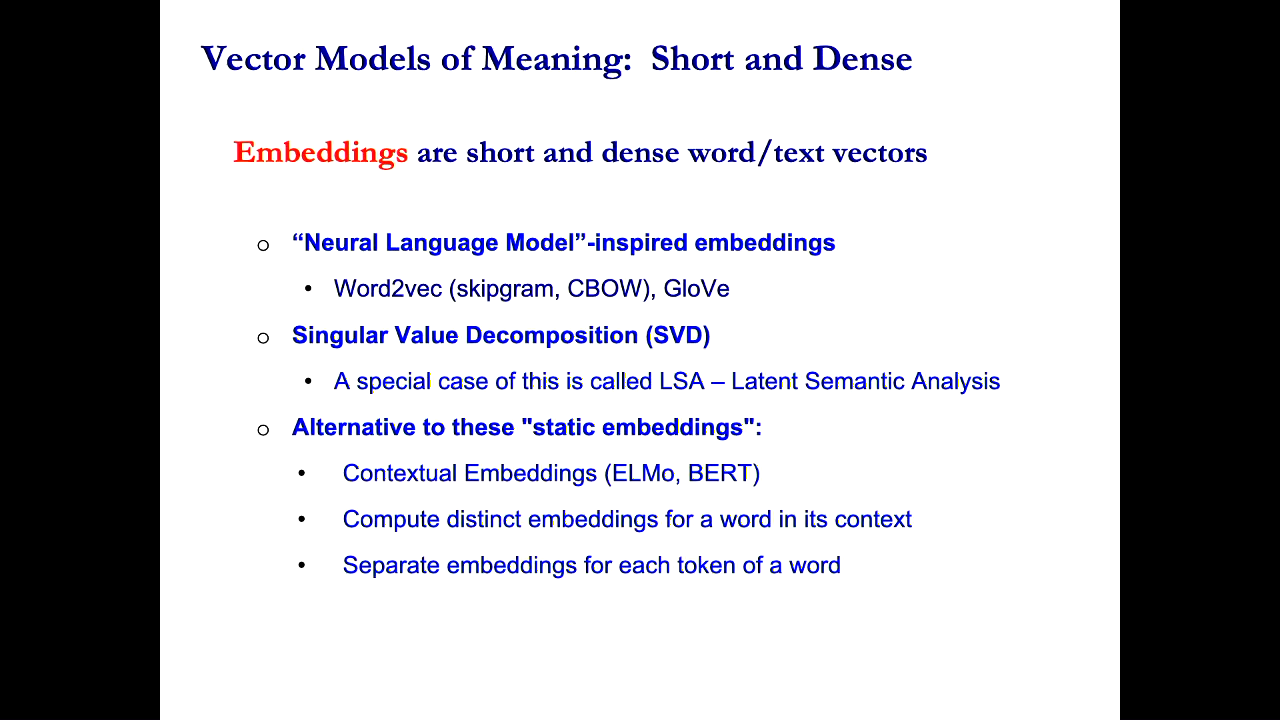 Vector Models of Meaning: Short and Dense
Embeddings are short and dense word/text vectors
o “Neural Language Model”-inspired embeddings
• Word2vec (skipgram, CBOW), GloVe
o Singular Value Decomposition (SVD)
• A special case of this is called LSA – Latent Semantic Analysis
o Alternative to these "static embeddings":
• Contextual Embeddings (ELMo, BERT)
• Compute distinct embeddings for a word in its context
• Separate embeddings for each token of a word